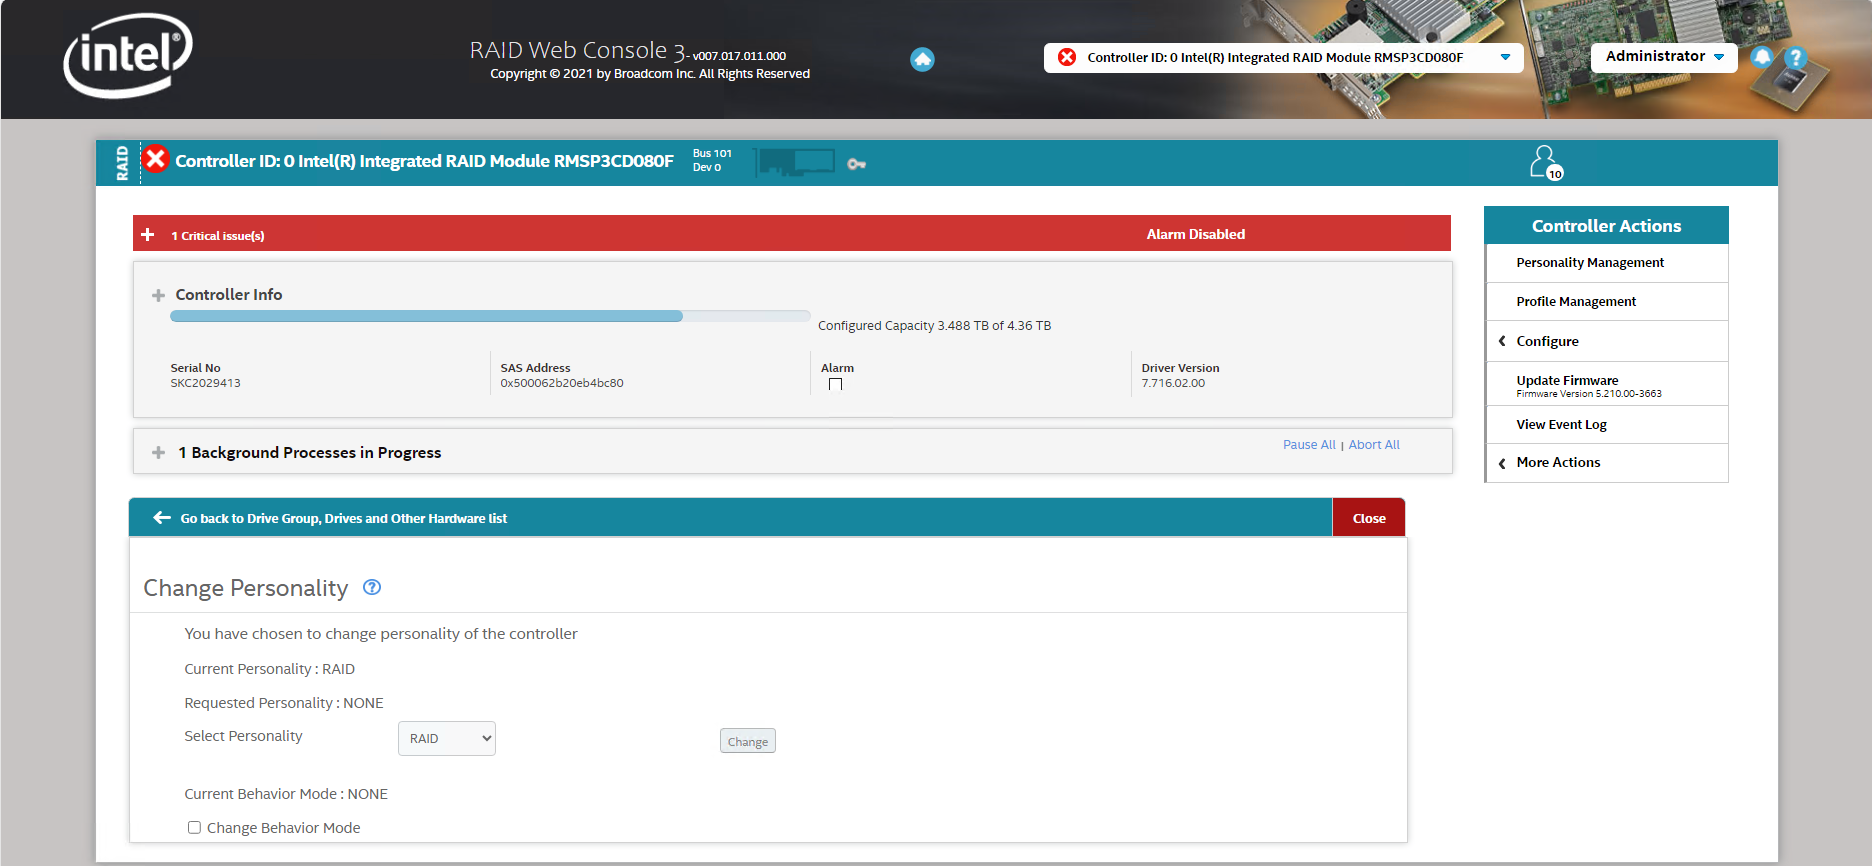 intel®
RAID Web Console 3- v007.017.011.000
Copyright © 2021 by Broadcom Inc. All Rights Reserved
Controller ID: 0 Intel(R) Integrated RAID Module RMSP3CD080F
Administrator
?
RAID
Controller ID: 0 Intel(R) Integrated RAID Module RMSP3CD080F
Bus 101
Dev 0
10
1 Critical issue(s)
Alarm Disabled
Controller Info
Configured Capacity 3.488 TB of 4.36 TB
Serial No
SKC2029413
SAS Address
0x500062b20eb4bc80
Alarm
Driver Version
7.716.02.00
1 Background Processes in Progress
Pause All | Abort All
Controller Actions
Personality Management
Profile Management
Configure
Update Firmware
Firmware Version 5.210.00-3663
View Event Log
More Actions
Go back to Drive Group, Drives and Other Hardware list
Close
Change Personality ?
You have chosen to change personality of the controller
Current Personality : RAID
Requested Personality : NONE
Select Personality
RAID
Change
Current Behavior Mode : NONE
Change Behavior Mode